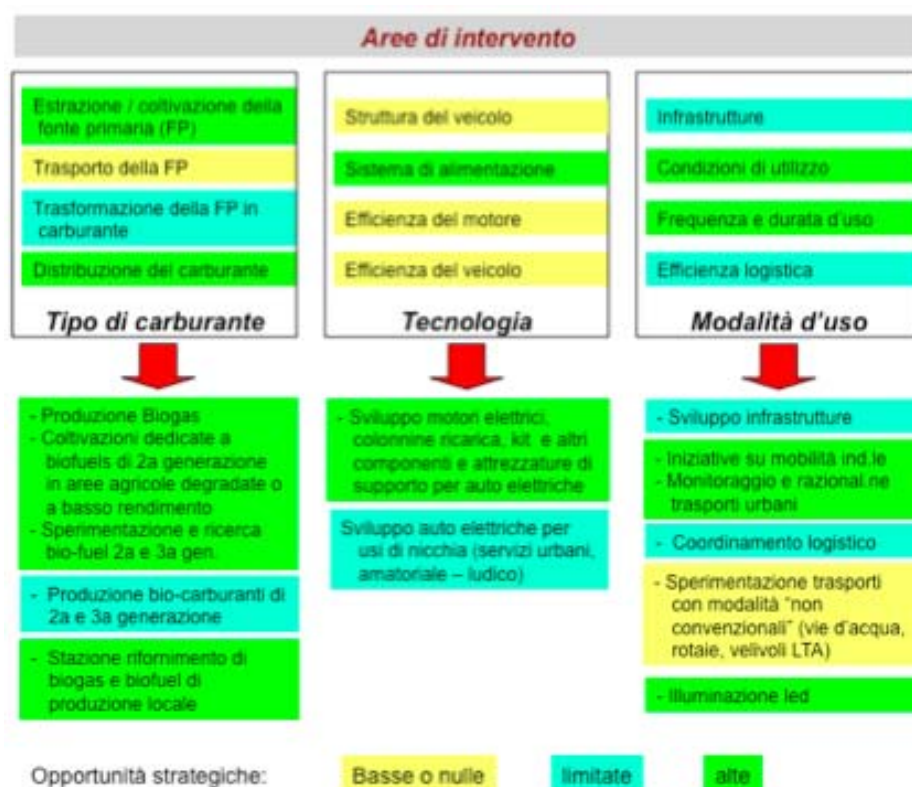 Aree di intervento
Estrazione / coltivazione della
fonte primaria (FP)
Trasporto della FP
Trasformazione della FP in
carburante
Distribuzione del carburante
Tipo di carburante
Struttura del veicolo
Sistema di alimentazione
Efficienza del motore
Efficienza del veicolo
Tecnologia
Infrastrutture
Condizioni di utilizzo
Frequenza e durata d'uso
Efficienza logistica
Modalità d'uso
- Produzione Biogas
- Coltivazioni dedicate a
biofuels di 2a generazione
in aree agricole degradate o
a basso rendimento
- Sperimentazione e ricerca
bio-fuel 2a e 3a gen.
- Produzione bio-carburanti di
2a e 3a generazione
- Stazione rifornimento di
biogas e biofuel di
produzione locale
- Sviluppo motori elettrici,
colonnine ricarica, kit e altri
componenti e attrezzature di
supporto per auto elettriche
Sviluppo auto elettriche per
usi di nicchia (servizi urbani,
amatoriale – ludico)
- Sviluppo infrastrutture
- Iniziative su mobilità ind.le
- Monitoraggio e razional.ne
trasporti urbani
- Coordinamento logistico
- Sperimentazione trasporti
con modalità "non
convenzionali" (vie d'acqua,
rotaie, velivoli LTA)
- Illuminazione led
Opportunità strategiche:
Basse o nulle
limitate
alte